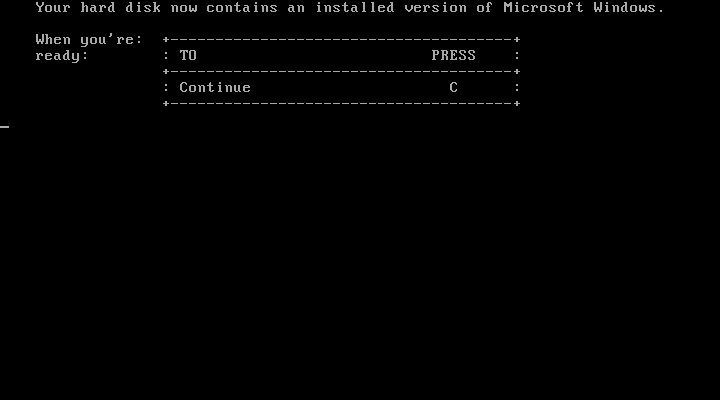 Your hard disk now contains an installed version of Microsoft Windows.
When you're: +--------------------------------------+
ready: : TO PRESS :
+--------------------------------------+
: Continue C :
+--------------------------------------+
_